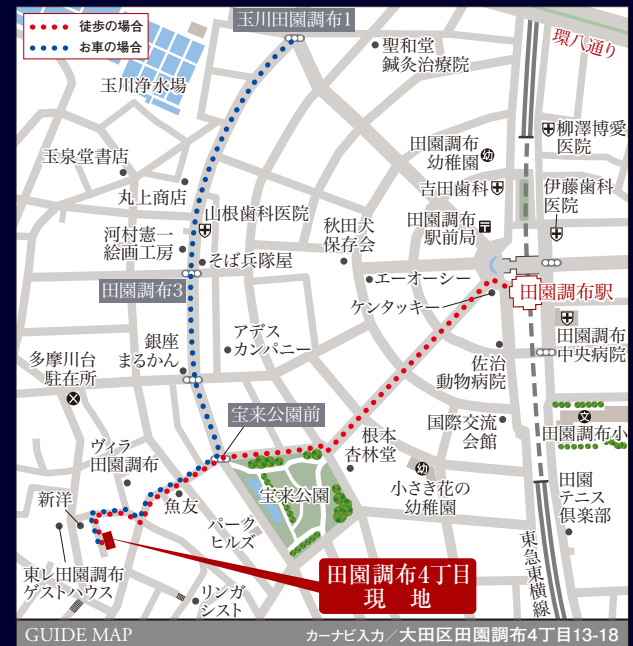 徒歩の場合
お車の場合
玉川田園調布1
環八通り
聖和堂
鍼灸治療院
玉川浄水場
柳澤博愛
医院
田園調布
幼稚園
幼
玉泉堂書店
吉田歯科
伊藤歯科
医院
丸上商店
山根歯科医院
秋田犬
保存会
田園調布
駅前局
河村憲一
絵画工房
そば兵隊屋
エーオーシー
田園調布3
ケンタッキー
田園調布駅
銀座
まるかん
アデス
カンパニー
田園調布
中央病院
多摩川台
駐在所
佐治
動物病院
宝来公園前
国際交流
会館
文
田園調布小
ヴィラ
田園調布
根本
杏林堂
幼
小さき花の
幼稚園
宝来公園
田園
テニス
倶楽部
新洋
魚友
パーク
ヒルズ
東急東横線
東レ田園調布
ゲストハウス
リンガ
シスト
田園調布4丁目
現地
GUIDE MAP
カーナビ入力/大田区田園調布4丁目13-18